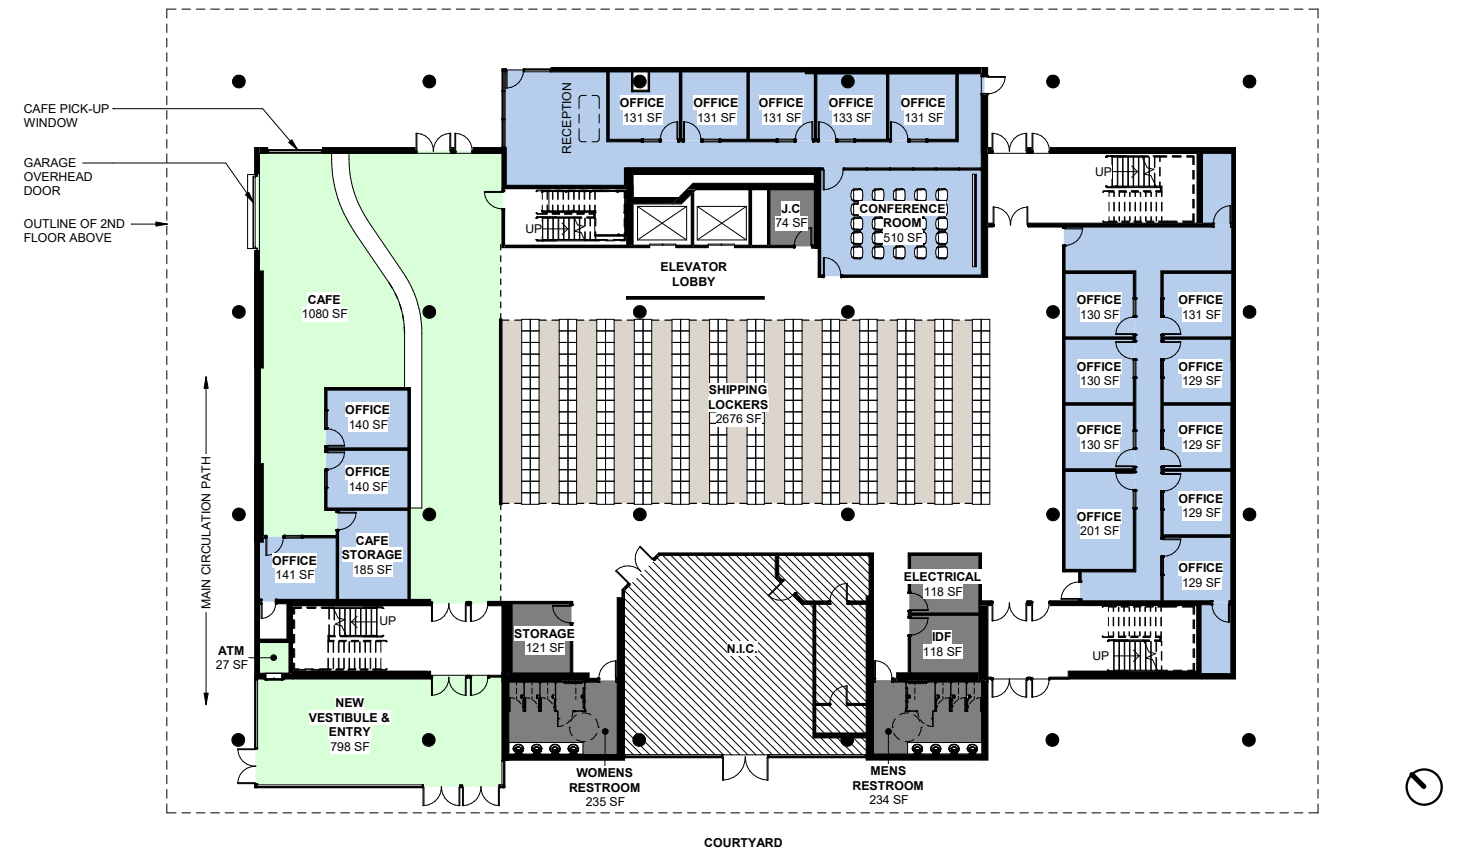 CAFE PICK-UP
WINDOW
GARAGE
OVERHEAD
DOOR
OUTLINE OF 2ND
FLOOR ABOVE
RECEPTION
OFFICE
131 SF
OFFICE
131 SF
OFFICE
131 SF
OFFICE
133 SF
OFFICE
131 SF
UP
J.C
74 SF
CONFERENCE
ROOM
510 SF
UP
ELEVATOR
LOBBY
CAFE
1080 SF
OFFICE
130 SF
OFFICE
131 SF
OFFICE
130 SF
OFFICE
129 SF
SHIPPING
LOCKERS
2676 SF
OFFICE
140 SF
OFFICE
130 SF
OFFICE
129 SF
OFFICE
140 SF
OFFICE
129 SF
OFFICE
201 SF
MAIN CIRCULATION PATH
CAFE
STORAGE
185 SF
OFFICE
141 SF
OFFICE
129 SF
ELECTRICAL
118 SF
UP
STORAGE
121 SF
N.I.C.
IDF
118 SF
UP
ATM
27 SF
NEW
VESTIBULE &
ENTRY
798 SF
WOMENS
RESTROOM
235 SF
MENS
RESTROOM
234 SF
COURTYARD